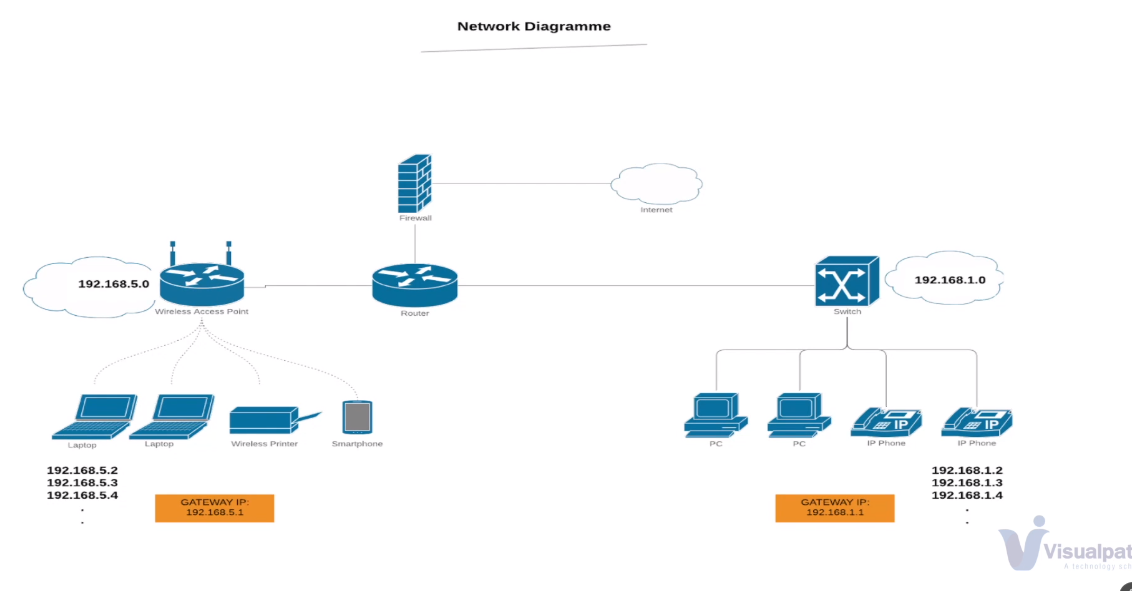 Network Diagramme
Firewall
Internet
192.168.5.0
Wireless Access Point
Router
192.168.1.0
Switch
Laptop
Laptop
Wireless Printer
Smartphone
PC
PC
IP
IP Phone
IP
IP Phone
192.168.5.2
192.168.5.3
192.168.5.4
.
.
GATEWAY IP:
192.168.5.1
GATEWAY IP:
192.168.1.1
192.168.1.2
192.168.1.3
192.168.1.4
.
.
Visualpat
A technology sch